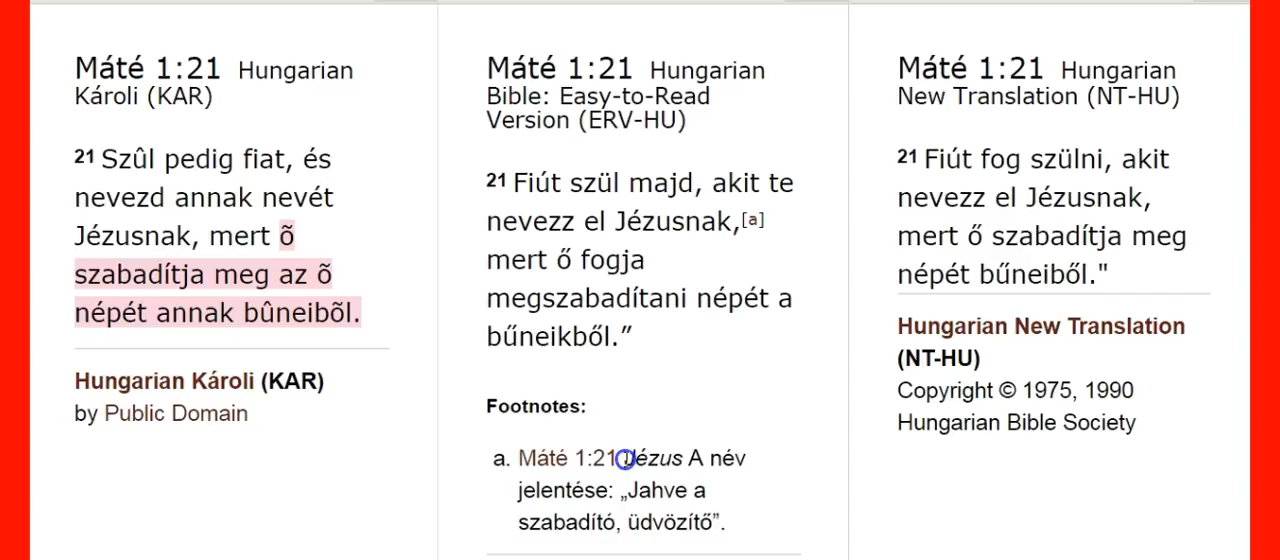 Máté 1:21 Hungarian
Károli (KAR)
21 Szûl pedig fiat, és
nevezd annak nevét
Jézusnak, mert õ
szabadítja meg az õ
népét annak bûneibõl.
Hungarian Károli (KAR)
by Public Domain
Máté 1:21 Hungarian
Bible: Easy-to-Read
Version (ERV-HU)
21 Fiút szül majd, akit te
nevezz el Jézusnak,[a]
mert ő fogja
megszabadítani népét a
bűneikből.”
Footnotes:
a. Máté 1:21 Jézus A név
jelentése: „Jahve a
szabadító, üdvözítő”.
Máté 1:21 Hungarian
New Translation (NT-HU)
21 Fiút fog szülni, akit
nevezz el Jézusnak,
mert ő szabadítja meg
népét bűneiből."
Hungarian New Translation
(NT-HU)
Copyright © 1975, 1990
Hungarian Bible Society